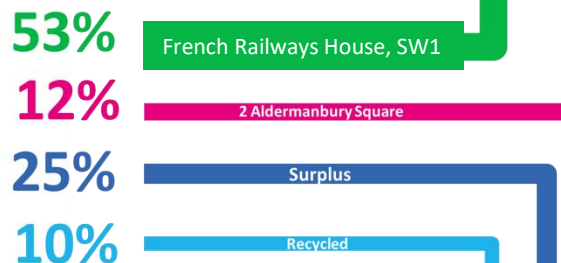 53% French Railways House, SW1
12% 2 Aldermanbury Square
25% Surplus
10% Recycled